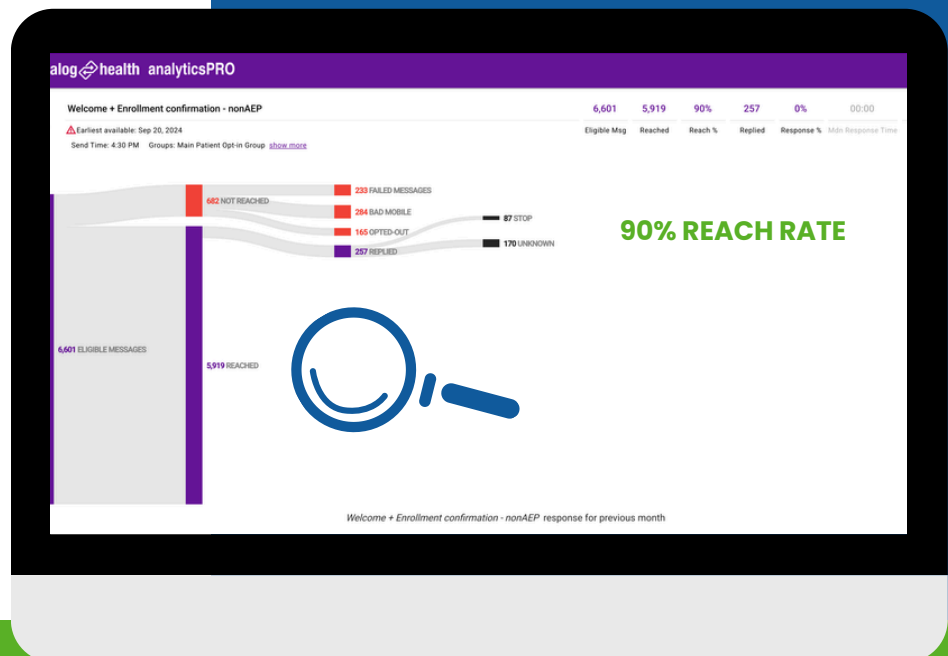 alog health analyticsPRO
Welcome + Enrollment confirmation - nonAEP
6,601 5,919 90% 257 0% 00:00
Eligible Msg Reached Reach % Replied Response % Mdn Response Time
Earliest available: Sep 20, 2024
Send Time: 4:30 PM Groups: Main Patient Opt-in Group show more
233 FAILED MESSAGES
682 NOT REACHED
284 BAD MOBILE
87 STOP
165 OPTED-OUT
90% REACH RATE
170 UNKNOWN
257 REPLIED
6,601 ELIGIBLE MESSAGES
5,919 REACHED
Welcome + Enrollment confirmation - nonAEP response for previous month